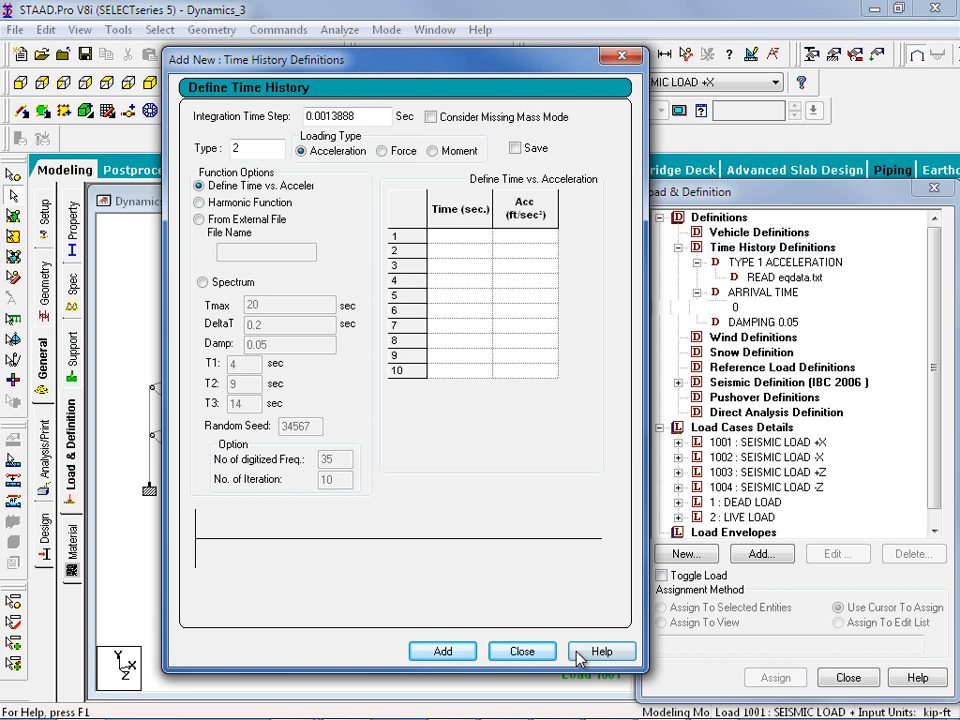 STAAD.Pro V8i (SELECTseries 5) - Dynamics_3
File Edit View Tools Select Geometry Commands Analyze Mode Window Help
MIC LOAD +X
Modeling
Postproce
ridge Deck
Advanced Slab Design
Piping
Earth
Add New : Time History Definitions
Define Time History
Integration Time Step: 0.0013888 Sec Consider Missing Mass Mode
Type : 2
Loading Type
Acceleration Force Moment
Save
Function Options
Define Time vs. Acceler
Harmonic Function
From External File
File Name
Spectrum
Tmax 20 sec
DeltaT 0.2 sec
Damp: 0.05
T1: 4 sec
T2: 9 sec
T3: 14 sec
Random Seed: 34567
Option
No of digitized Freq.: 35
No. of Iteration: 10
Define Time vs. Acceleration
Time (sec.) Acc (ft/sec²)
1
2
3
4
5
6
7
8
9
10
Add Close Help
Dynamics
Setup
Geometry
General
Analysis/Print
Design
Property
Spec
Support
Load & Definition
Material
Y
X
Z
Load 1001
ad & Definition
Definitions
Vehicle Definitions
Time History Definitions
TYPE 1 ACCELERATION
READ eqdata.txt
ARRIVAL TIME
0
DAMPING 0.05
Wind Definitions
Snow Definition
Reference Load Definitions
Seismic Definition (IBC 2006 )
Pushover Definitions
Direct Analysis Definition
Load Cases Details
1001 : SEISMIC LOAD +X
1002 : SEISMIC LOAD -X
1003 : SEISMIC LOAD +Z
1004 : SEISMIC LOAD -Z
1 : DEAD LOAD
2 : LIVE LOAD
Load Envelopes
New... Add... Edit ... Delete...
Toggle Load
Assignment Method
Assign To Selected Entities Use Cursor To Assign
Assign To View Assign To Edit List
Assign Close Help
For Help, press F1
Modeling Mo Load 1001 : SEISMIC LOAD + Input Units: kip-ft